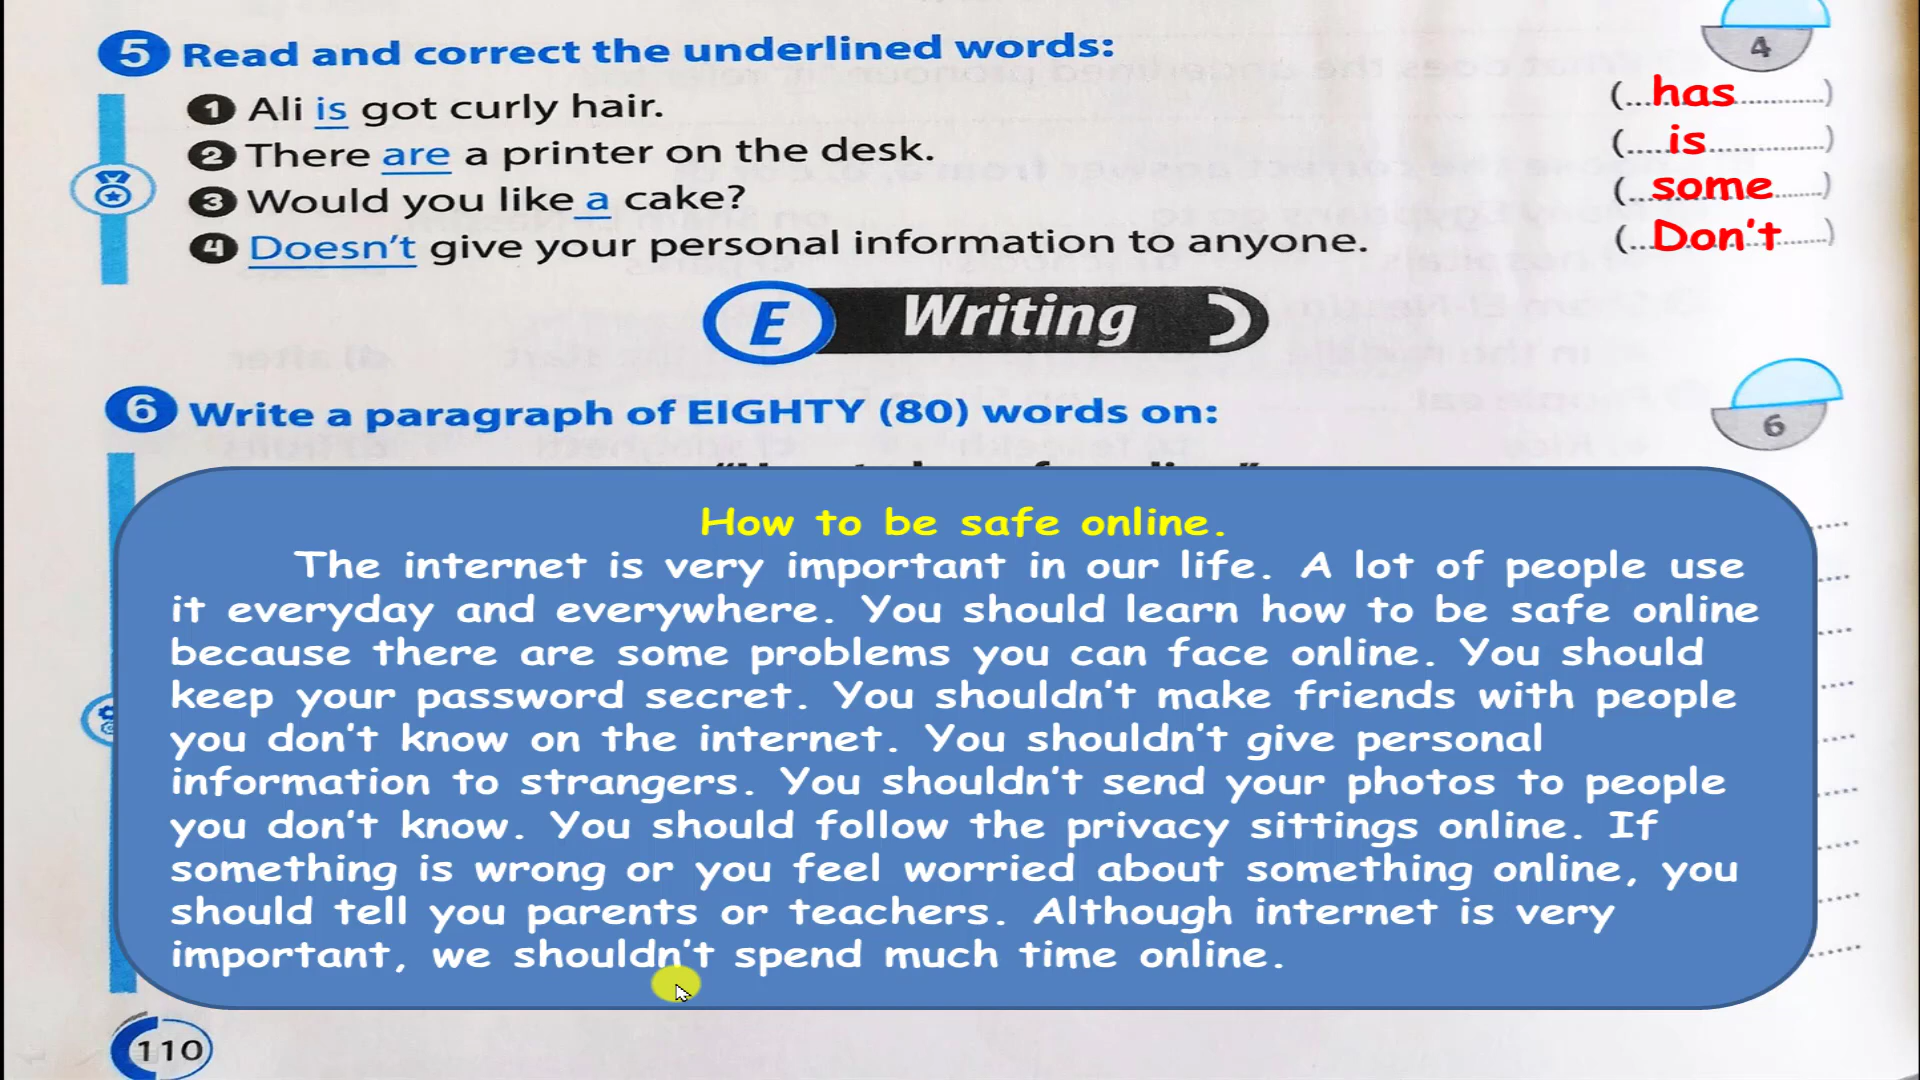 5 Read and correct the underlined words:
4
1 Ali is got curly hair. (...has............)
2 There are a printer on the desk. (....is...............)
3 Would you like a cake? (...some.......)
4 Doesn't give your personal information to anyone. (...Don't.......)
E Writing
6 Write a paragraph of EIGHTY (80) words on:
6
How to be safe online.
The internet is very important in our life. A lot of people use
it everyday and everywhere. You should learn how to be safe online
because there are some problems you can face online. You should
keep your password secret. You shouldn't make friends with people
you don't know on the internet. You shouldn't give personal
information to strangers. You shouldn't send your photos to people
you don't know. You should follow the privacy sittings online. If
something is wrong or you feel worried about something online, you
should tell you parents or teachers. Although internet is very
important, we shouldn't spend much time online.
110